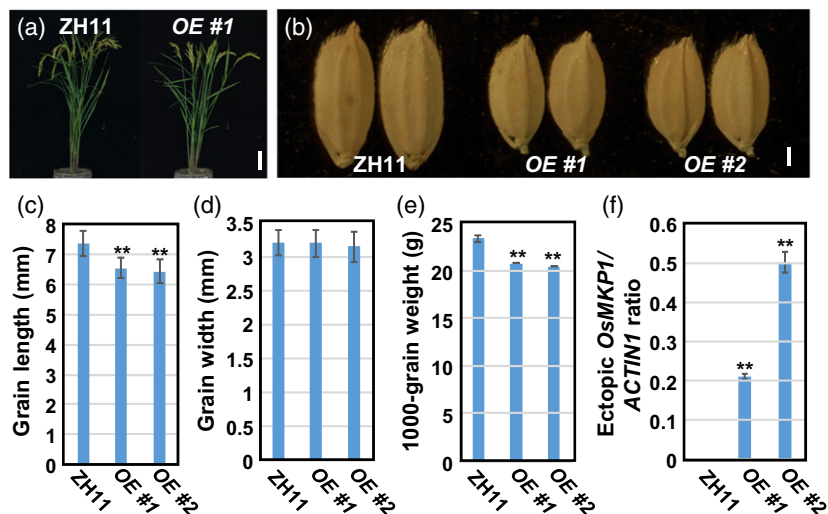 (a) ZH11 OE #1
(b)
ZH11 OE #1 OE #2
(c)
Grain length (mm)
8
7
6
5
4
3
2
1
0
**
**
ZH11
OE #1
OE #2
(d)
Grain width (mm)
3.5
3
2.5
2
1.5
1
0.5
0
ZH11
OE #1
OE #2
(e)
1000-grain weight (g)
25
20
15
10
5
0
**
**
ZH11
OE #1
OE #2
(f)
Ectopic OsMKP1/
ACTIN1 ratio
0.6
0.5
0.4
0.3
0.2
0.1
0
**
**
ZH11
OE #1
OE #2